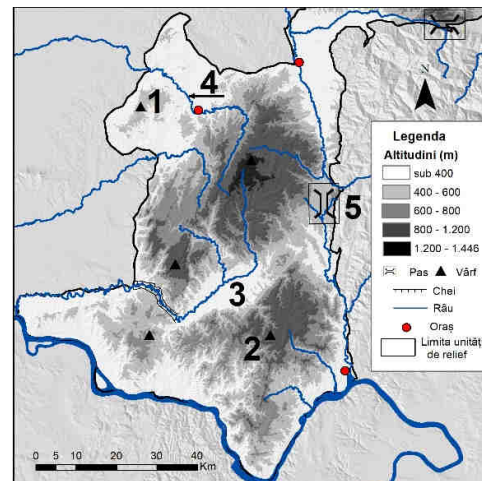 1
4
5
3
2
N
Legenda
Altitudini (m)
sub 400
400 - 600
600 - 800
800 - 1.200
1.200 - 1.446
Pas
Vârf
Chei
Râu
Oraș
Limita unității
de relief
0 5 10 20 30 40
Km